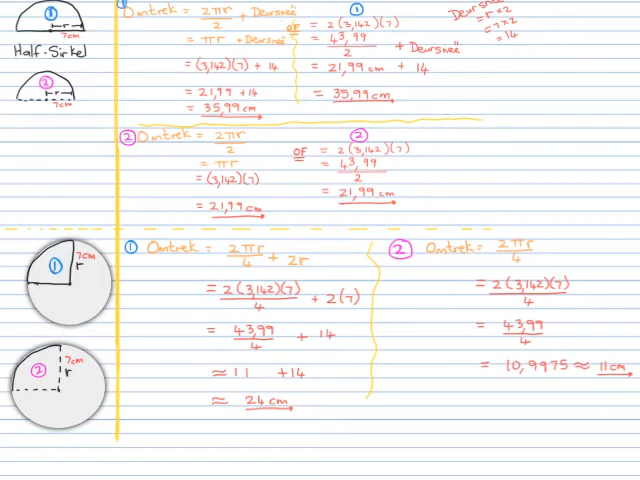 ① r
7cm
Half-Sirkel
② r
7cm
① Omtrek = 2πr/2 + Deursneë
= πr + Deursneë
= (3,142)(7) + 14
= 21,99 + 14
= 35,99 cm
①
OF = 2(3,142)(7)
= 43,99/2 + Deursneë
= 21,99 cm + 14
= 35,99 cm
Deursneë
= r × 2
= 7 × 2
= 14
② Omtrek = 2πr/2
= πr
= (3,142)(7)
= 21,99 cm
②
OF = 2(3,142)(7)
= 43,99/2
= 21,99 cm
① 7cm
r
① Omtrek = 2πr/4 + 2r
= 2(3,142)(7)/4 + 2(7)
= 43,99/4 + 14
≈ 11 + 14
≈ 24 cm
② 7cm
r
② Omtrek = 2πr/4
= 2(3,142)(7)/4
= 43,99/4
= 10,9975 ≈ 11 cm